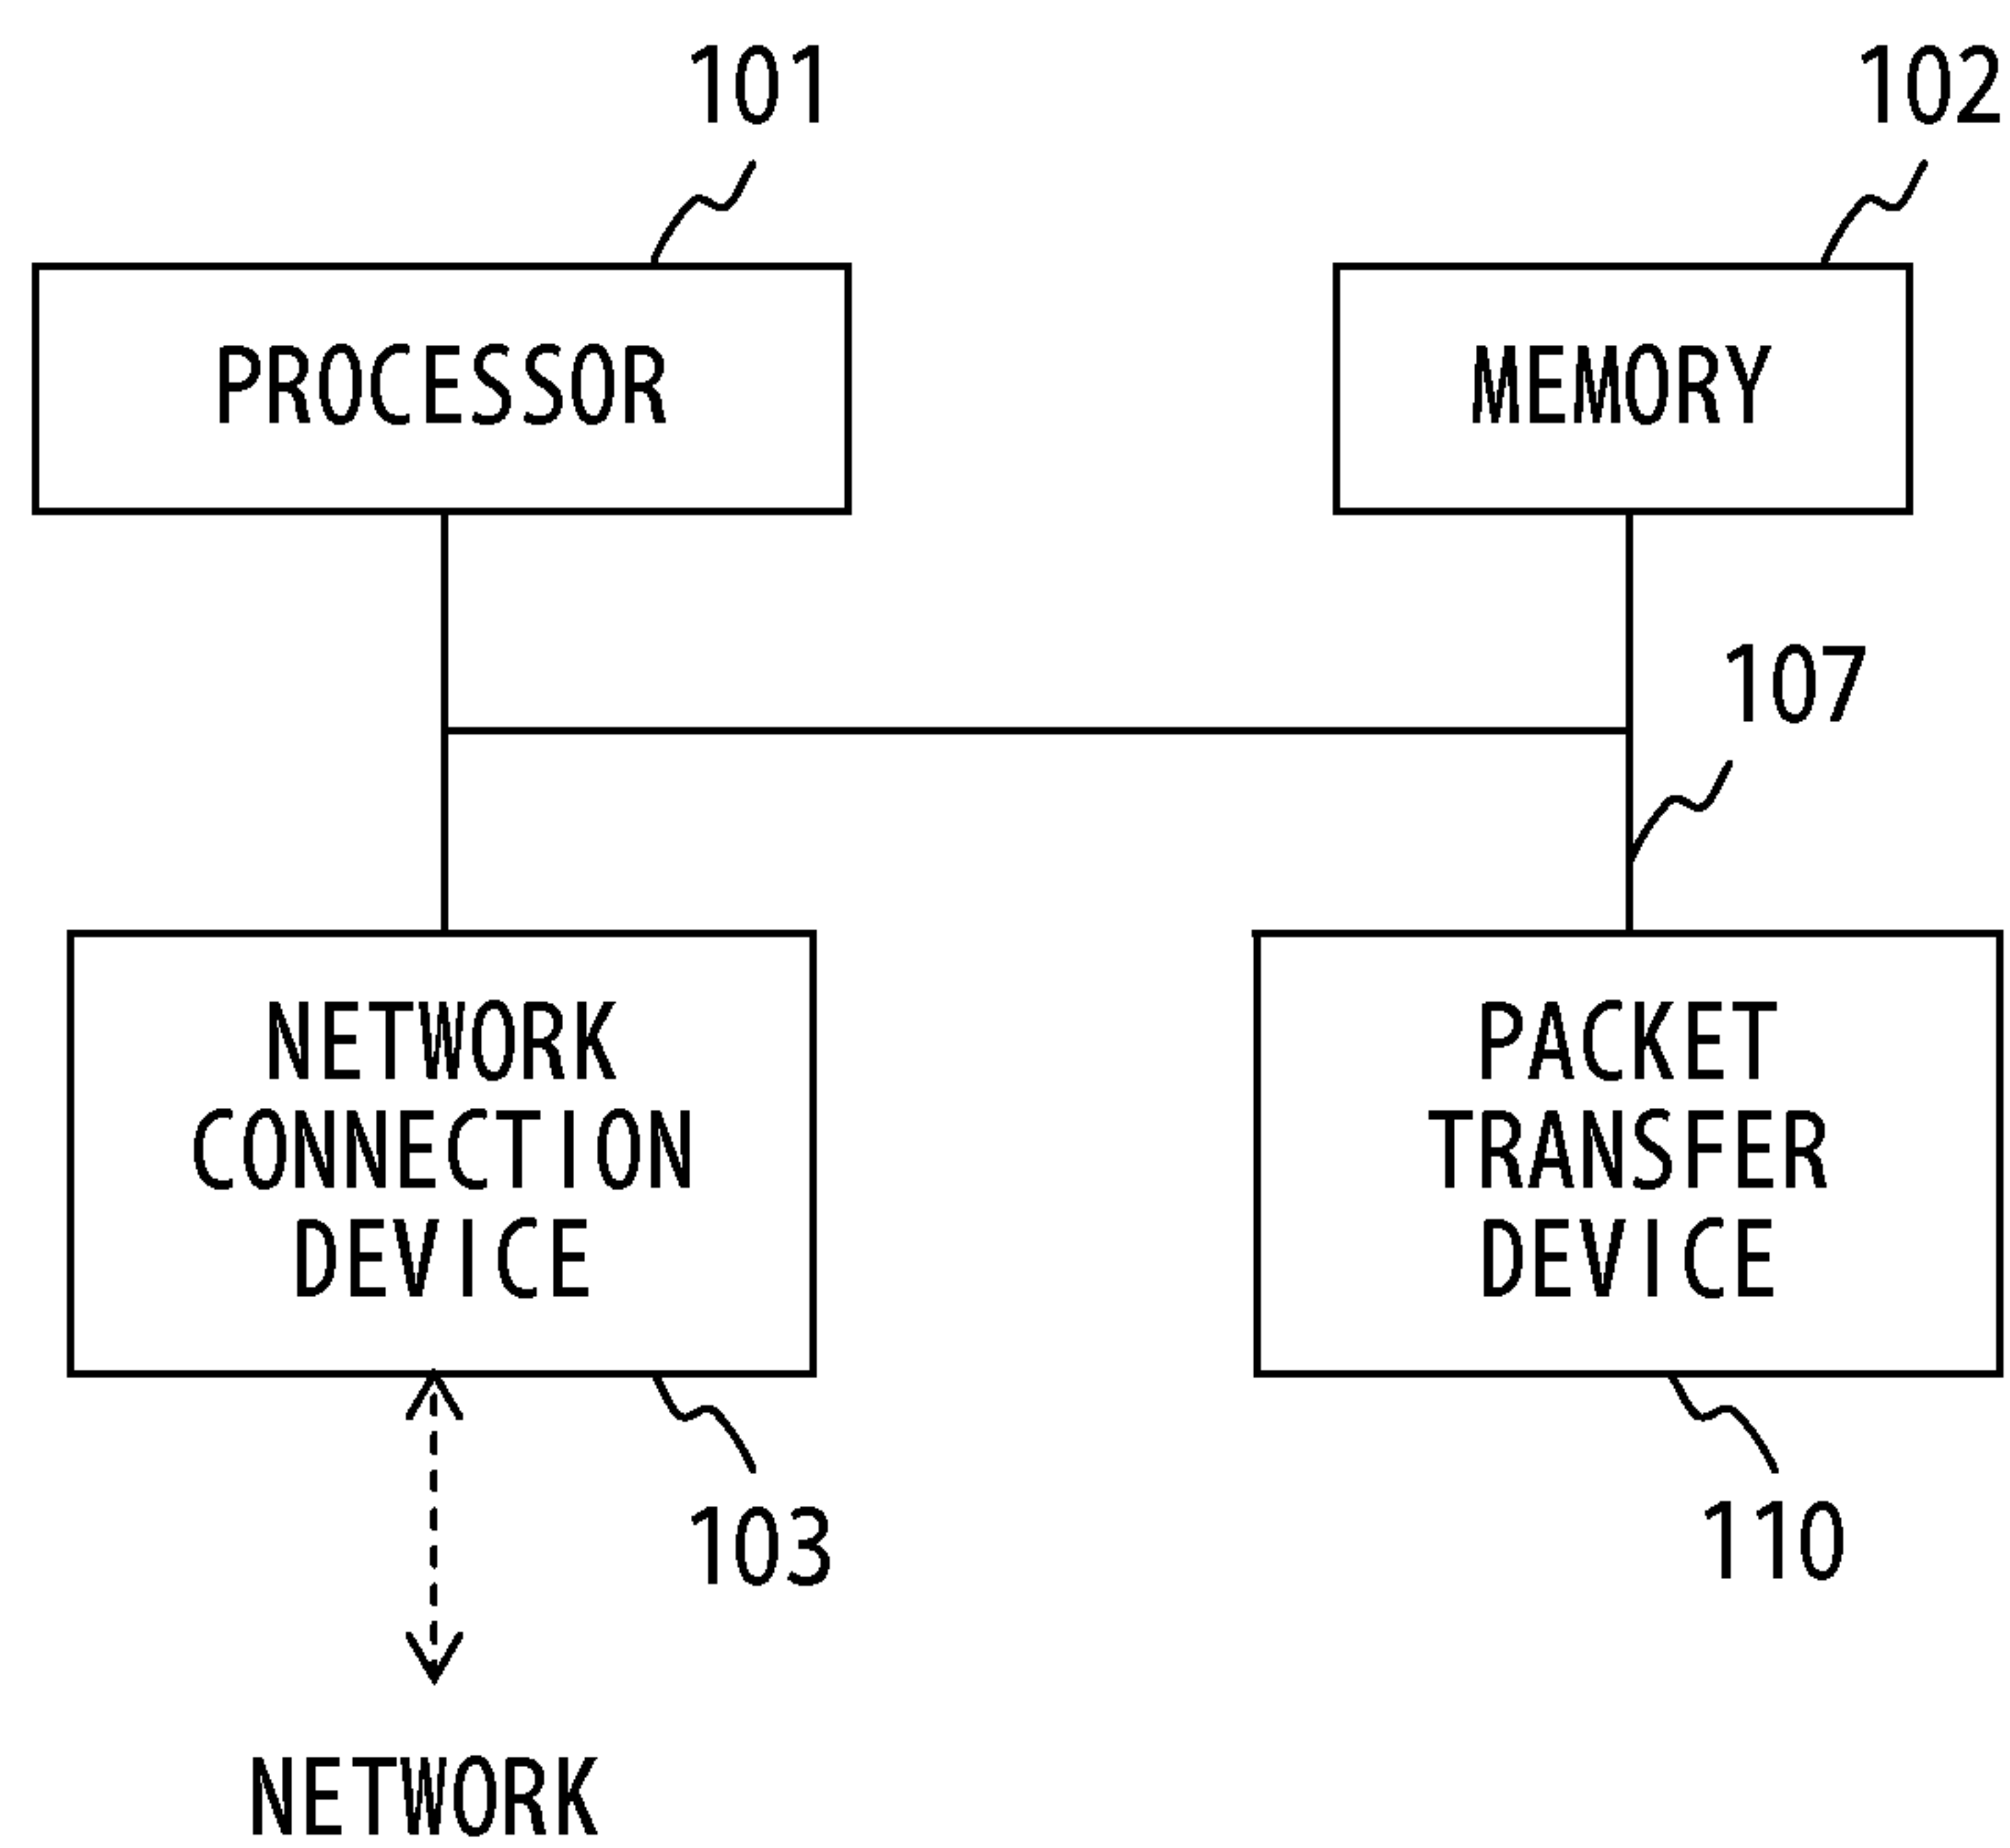 101
102
PROCESSOR
MEMORY
107
NETWORK
CONNECTION
DEVICE
PACKET
TRANSFER
DEVICE
103
110
NETWORK